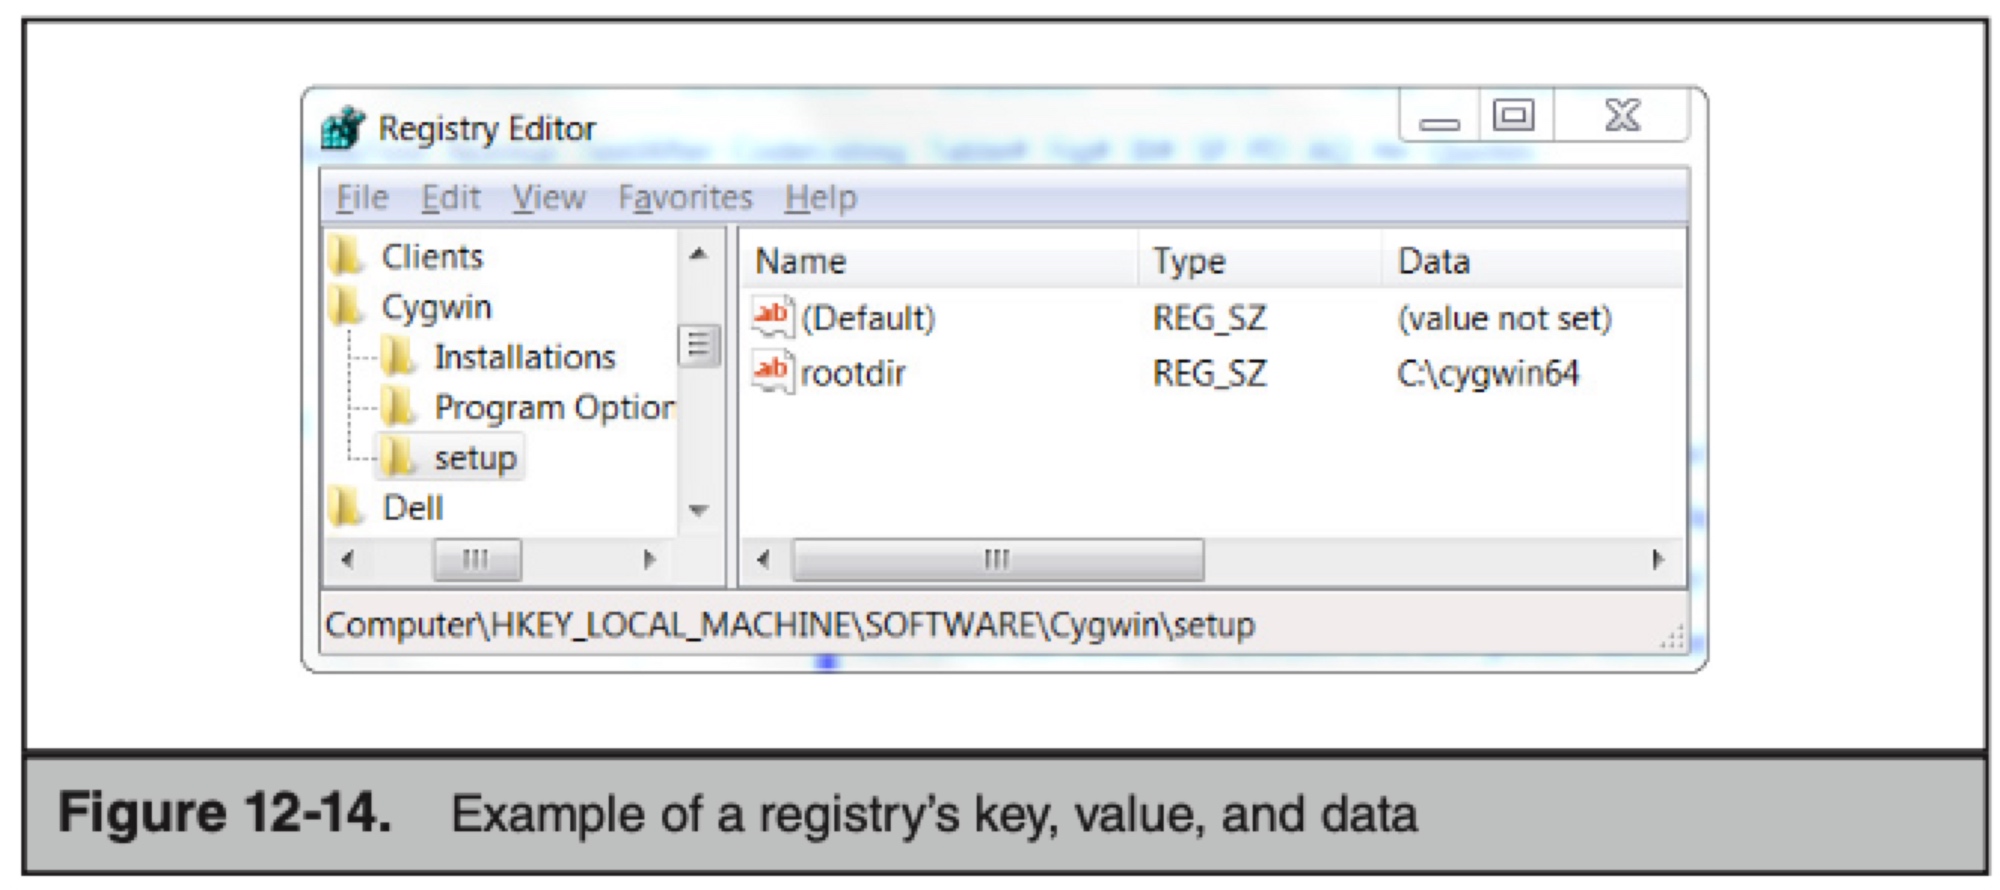 Registry Editor
File Edit View Favorites Help
Clients
Cygwin
Installations
Program Option
setup
Dell
Name Type Data
(Default) REG_SZ (value not set)
rootdir REG_SZ C:\cygwin64
Computer\HKEY_LOCAL_MACHINE\SOFTWARE\Cygwin\setup
Figure 12-14. Example of a registry's key, value, and data